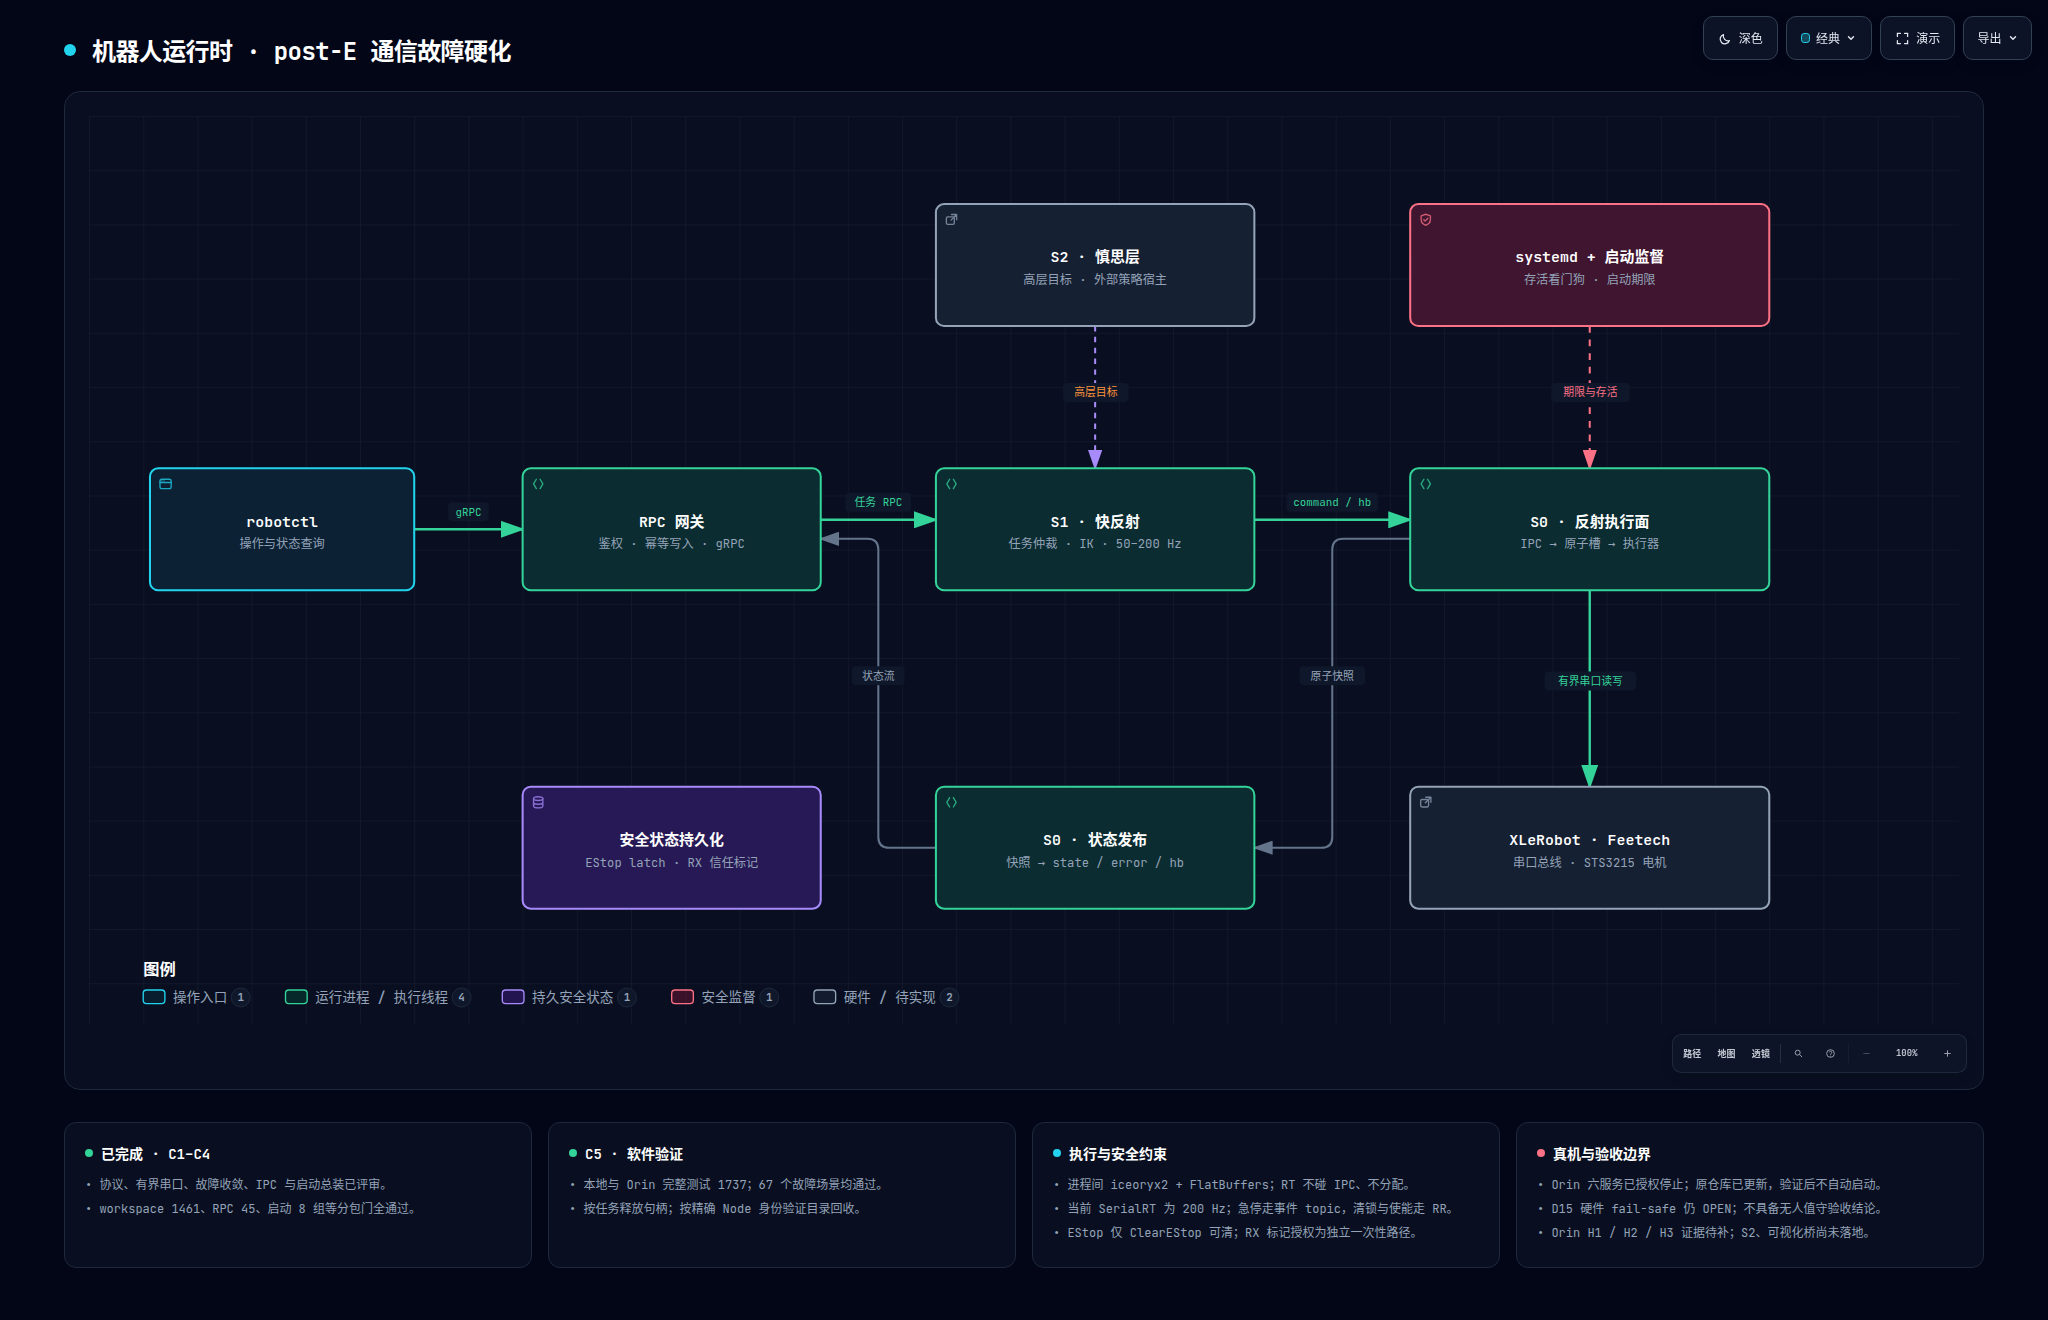 机器人运行时 · post-E 通信故障硬化
深色
经典
演示
导出
S2 · 慎思层
高层目标 · 外部策略宿主
systemd + 启动监督
存活看门狗 · 启动期限
高层目标
期限与存活
robotctl
操作与状态查询
gRPC
RPC 网关
鉴权 · 幂等写入 · gRPC
任务 RPC
S1 · 快反射
任务仲裁 · IK · 50-200 Hz
command / hb
S0 · 反射执行面
IPC → 原子槽 → 执行器
状态流
原子快照
有界串口读写
安全状态持久化
EStop latch · RX 信任标记
S0 · 状态发布
快照 → state / error / hb
XLeRobot · Feetech
串口总线 · STS3215 电机
图例
操作入口 1
运行进程 / 执行线程 4
持久安全状态 1
安全监督 1
硬件 / 待实现 2
路径 地图 透镜 － 100% +
已完成 · C1-C4
• 协议、有界串口、故障收敛、IPC 与启动总装已评审。
• workspace 1461、RPC 45、启动 8 组等分包门全通过。
C5 · 软件验证
• 本地与 Orin 完整测试 1737；67 个故障场景均通过。
• 按任务释放句柄；按精确 Node 身份验证目录回收。
执行与安全约束
• 进程间 iceoryx2 + FlatBuffers；RT 不碰 IPC、不分配。
• 当前 SerialRT 为 200 Hz；急停走事件 topic，清锁与使能走 RR。
• EStop 仅 ClearEStop 可清；RX 标记授权为独立一次性路径。
真机与验收边界
• Orin 六服务已授权停止；原仓库已更新，验证后不自动启动。
• D15 硬件 fail-safe 仍 OPEN；不具备无人值守验收结论。
• Orin H1 / H2 / H3 证据待补；S2、可视化桥尚未落地。